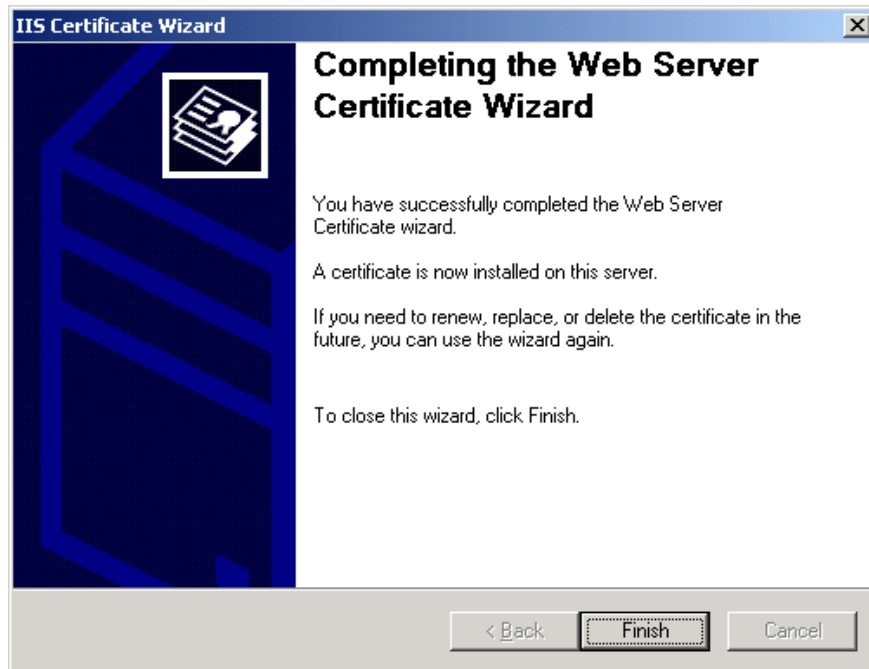 IIS Certificate Wizard
Completing the Web Server
Certificate Wizard
You have successfully completed the Web Server
Certificate wizard.
A certificate is now installed on this server.
If you need to renew, replace, or delete the certificate in the
future, you can use the wizard again.
To close this wizard, click Finish.
< Back
Finish
Cancel